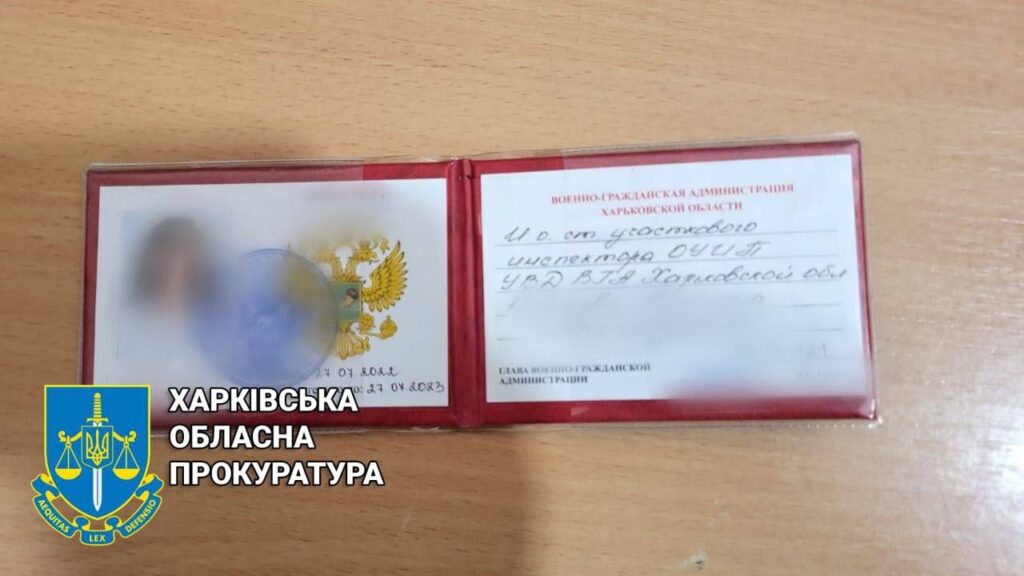 ВОЕННО-ГРАЖДАНСКАЯ АДМИНИСТРАЦИЯ
ХАРЬКОВСКОЙ ОБЛАСТИ
И о. ст участкового
инспектора ОУИП
УВД ВГА Харьковской обл
ГЛАВА ВОЕННО-ГРАЖДАНСКОЙ
АДМИНИСТРАЦИИ
27.07.2022
27.07.2023
ХАРКІВСЬКА
ОБЛАСНА
ПРОКУРАТУРА
AEQUITAS
LEX
DEFENSIO